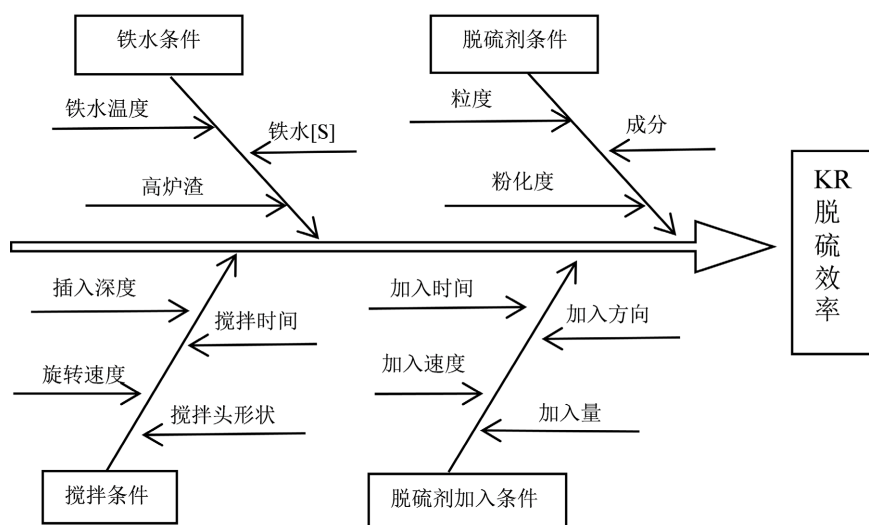 铁水条件
脱硫剂条件
铁水温度
铁水[S]
高炉渣
粒度
成分
粉化度
KR
脱
硫
效
率
插入深度
搅拌时间
旋转速度
搅拌头形状
搅拌条件
加入时间
加入方向
加入速度
加入量
脱硫剂加入条件